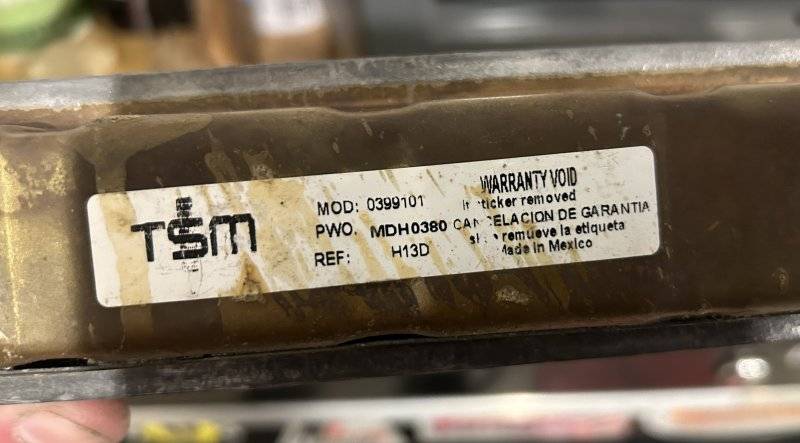 TSM
MOD: 0399101
PWO. MDH0380
REF: H13D
WARRANTY VOID
sticker removed
CANCELACION DE GARANTIA
remueve la etiqueta
Made in Mexico